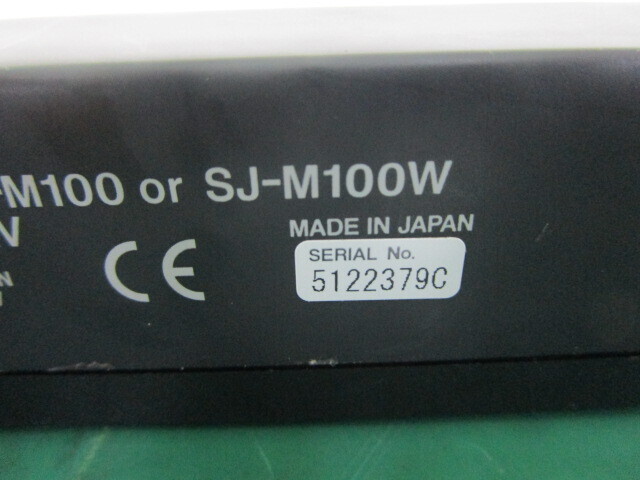 -M100 or SJ-M100W
V
MADE IN JAPAN
N
CE
SERIAL No.
5122379C